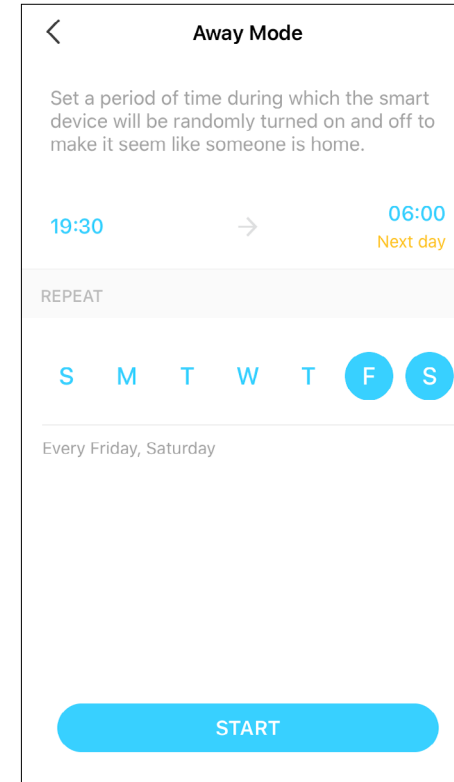 Away Mode
Set a period of time during which the smart
device will be randomly turned on and off to
make it seem like someone is home.
19:30 → 06:00
Next day
REPEAT
S M T W T F S
Every Friday, Saturday
START